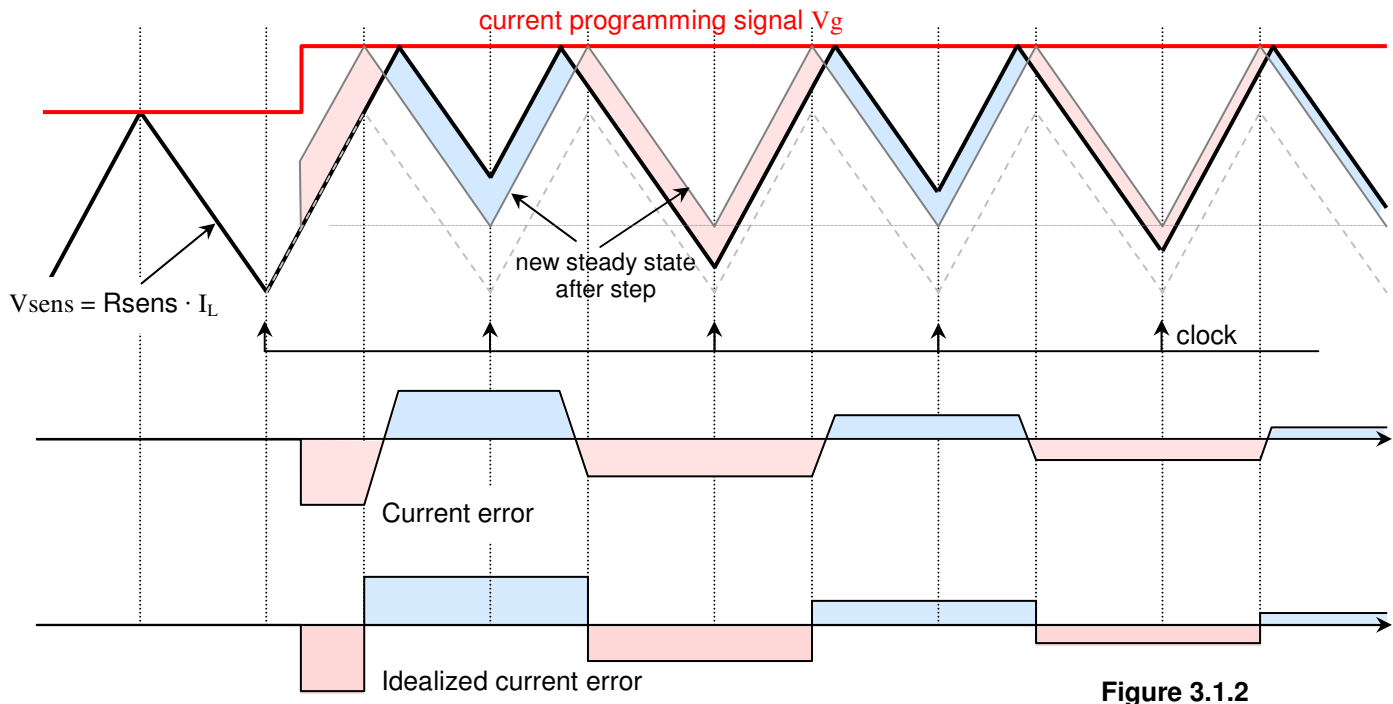 current programming signal Vg
new steady state
after step
Vsens = Rsens · I_L
clock
Current error
Idealized current error
Figure 3.1.2